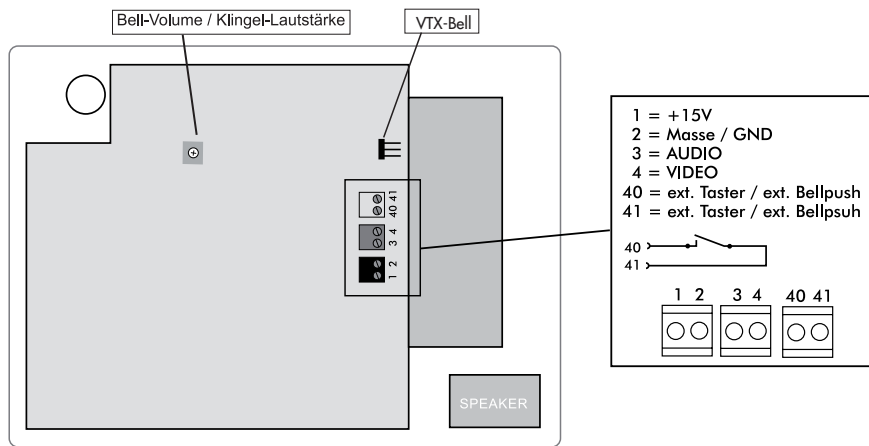 Bell-Volume / Klingel-Lautstärke
VTX-Bell
40 41
3 4
1 2
SPEAKER
1 = +15V
2 = Masse / GND
3 = AUDIO
4 = VIDEO
40 = ext. Taster / ext. Bellpush
41 = ext. Taster / ext. Bellpsuh
40
41
1 2 3 4 40 41